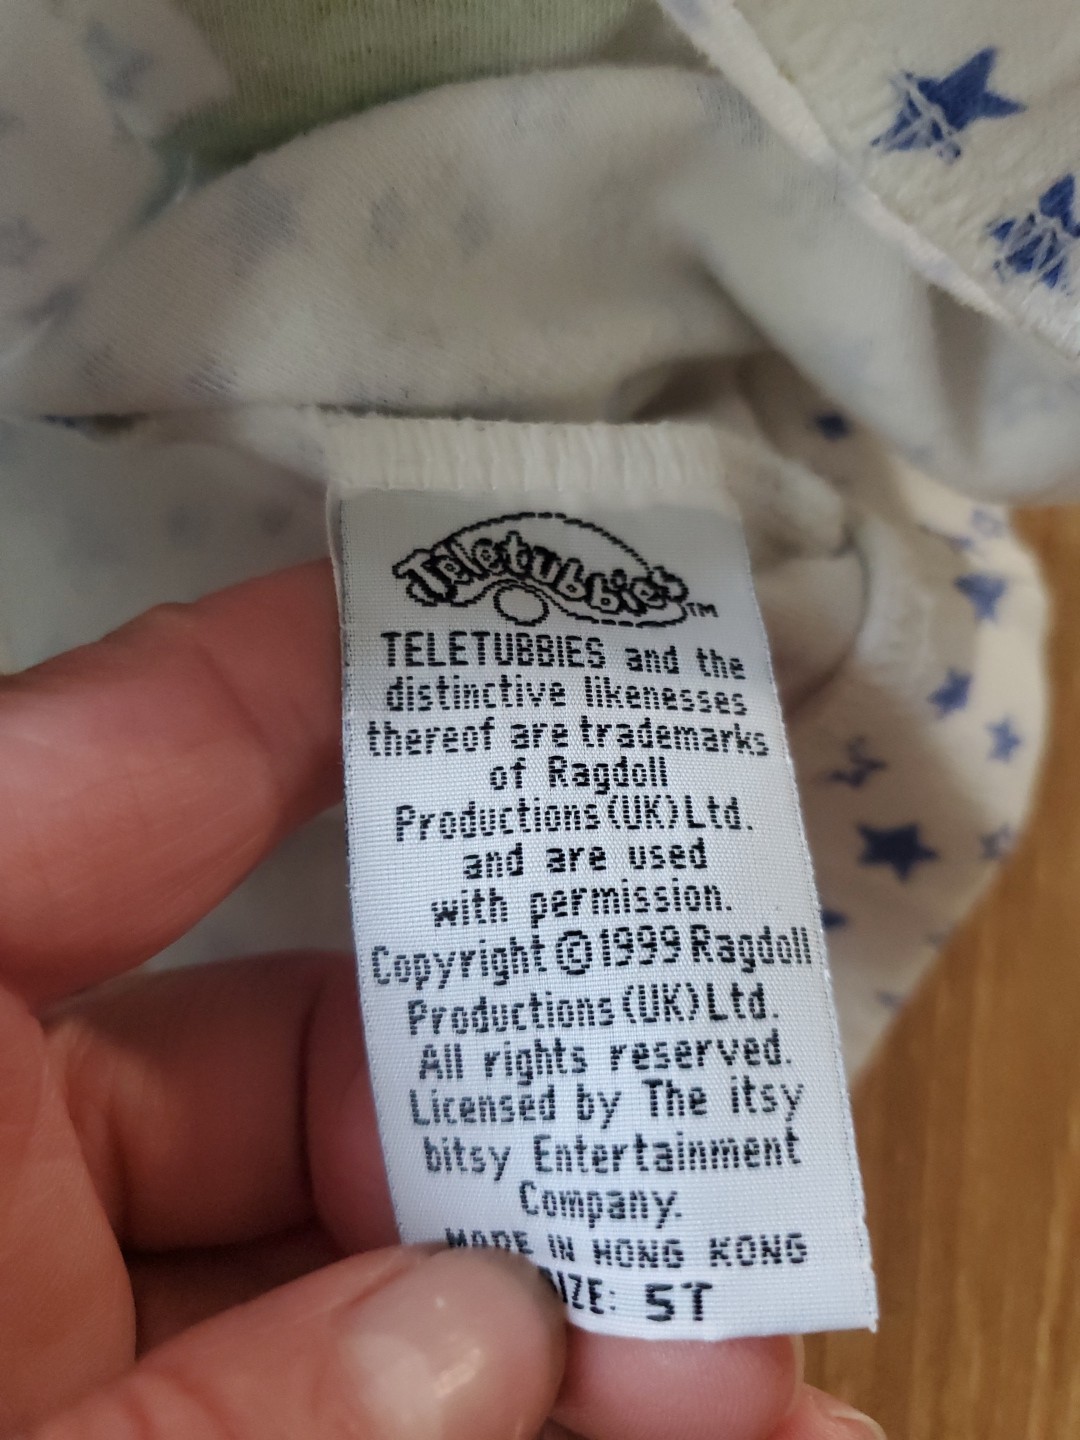 Teletubbies™
TELETUBBIES and the
distinctive likenesses
thereof are trademarks
of Ragdoll
Productions (UK) Ltd.
and are used
with permission.
Copyright ©1999 Ragdoll
Productions (UK) Ltd.
All rights reserved.
Licensed by The itsy
bitsy Entertainment
Company.
MADE IN HONG KONG
SIZE: 5T